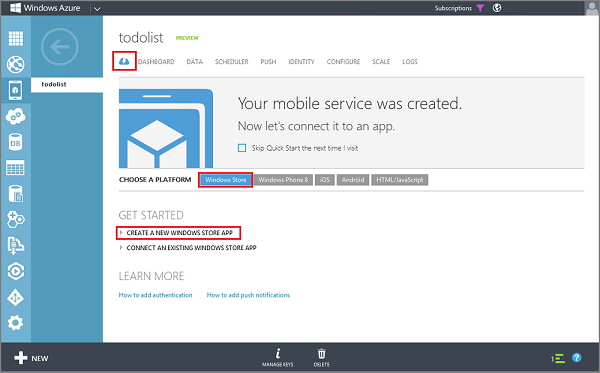 Windows Azure
Subscriptions
todolist
PREVIEW
DASHBOARD DATA SCHEDULER PUSH IDENTITY CONFIGURE SCALE LOGS
todolist
Your mobile service was created.
Now let's connect it to an app.
Skip Quick Start the next time I visit
CHOOSE A PLATFORM Windows Store Windows Phone 8 iOS Android HTML/JavaScript
GET STARTED
CREATE A NEW WINDOWS STORE APP
CONNECT AN EXISTING WINDOWS STORE APP
LEARN MORE
How to add authentication How to add push notifications
DB
NEW
MANAGE KEYS
DELETE
1
?